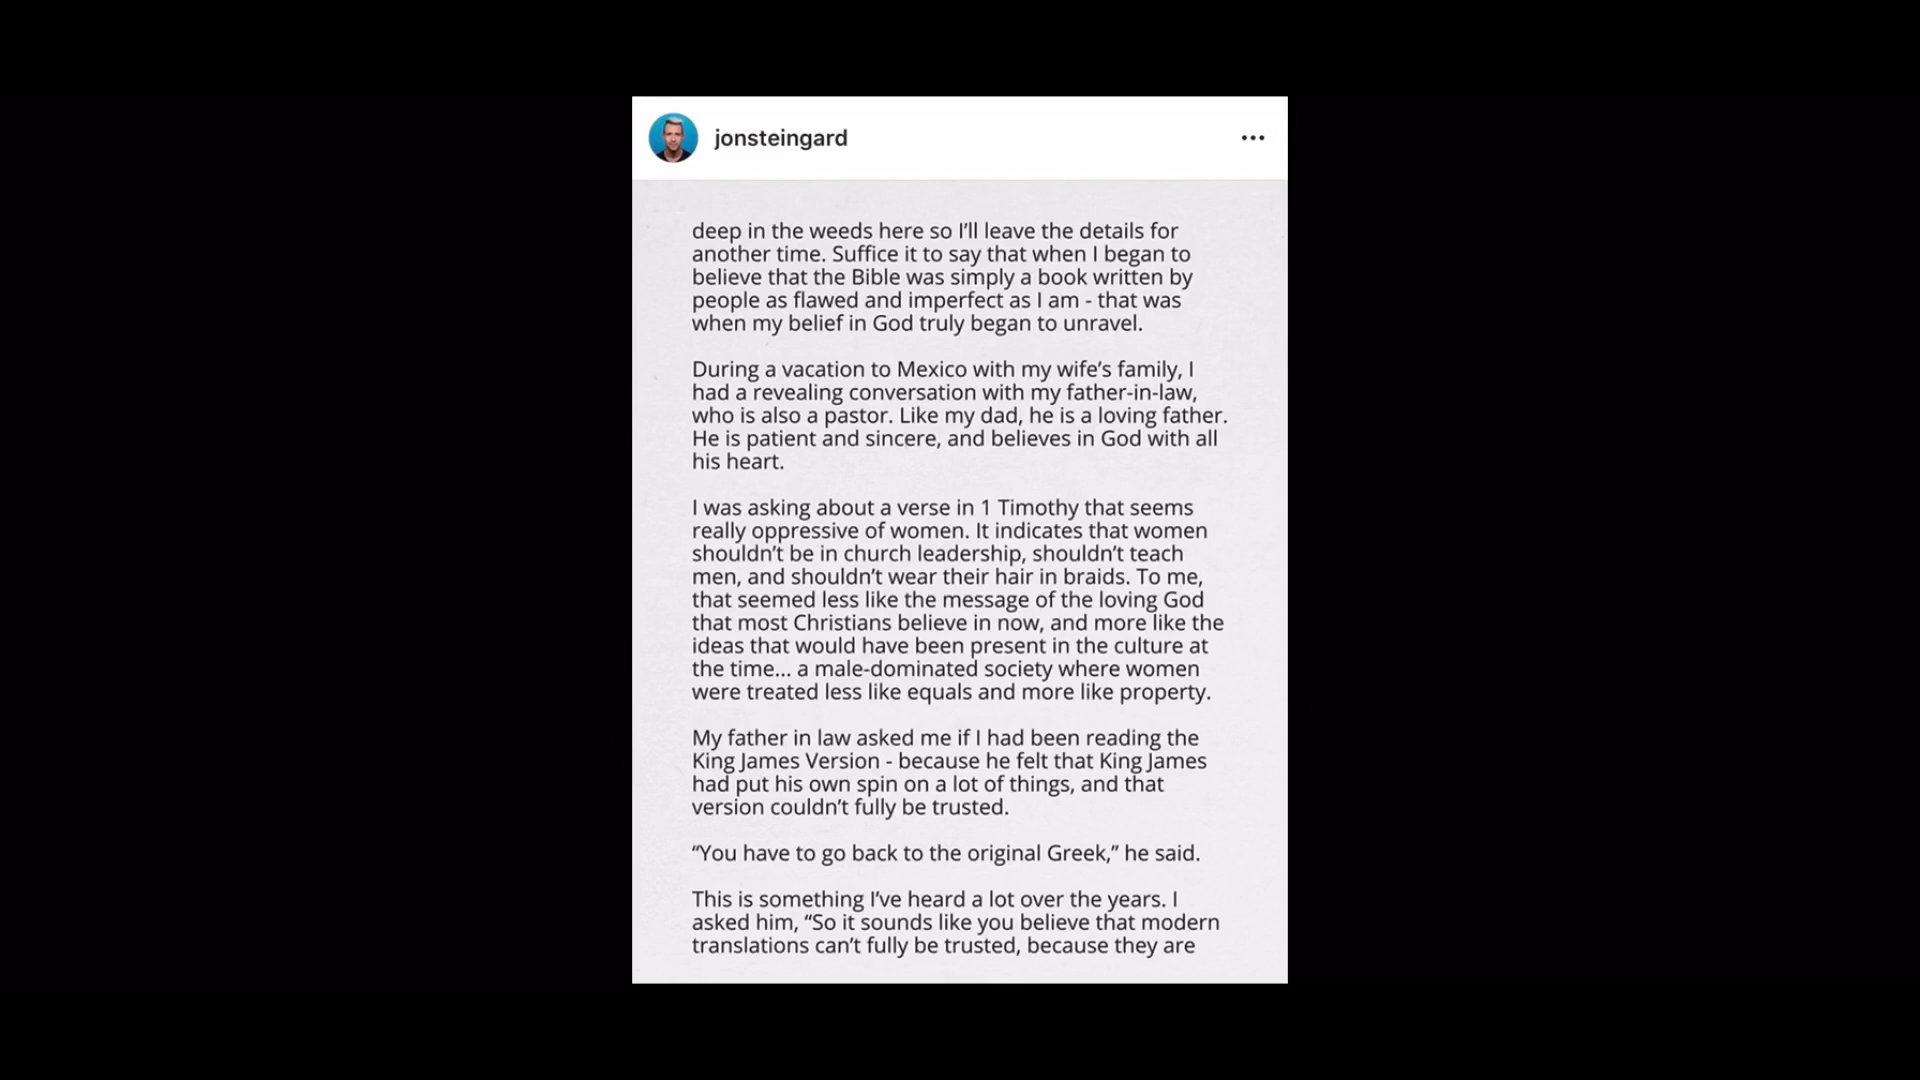 jonsteingard
deep in the weeds here so I’ll leave the details for
another time. Suffice it to say that when I began to
believe that the Bible was simply a book written by
people as flawed and imperfect as I am - that was
when my belief in God truly began to unravel.
During a vacation to Mexico with my wife’s family, I
had a revealing conversation with my father-in-law,
who is also a pastor. Like my dad, he is a loving father.
He is patient and sincere, and believes in God with all
his heart.
I was asking about a verse in 1 Timothy that seems
really oppressive of women. It indicates that women
shouldn’t be in church leadership, shouldn’t teach
men, and shouldn’t wear their hair in braids. To me,
that seemed less like the message of the loving God
that most Christians believe in now, and more like the
ideas that would have been present in the culture at
the time... a male-dominated society where women
were treated less like equals and more like property.
My father in law asked me if I had been reading the
King James Version - because he felt that King James
had put his own spin on a lot of things, and that
version couldn’t fully be trusted.
“You have to go back to the original Greek,” he said.
This is something I’ve heard a lot over the years. I
asked him, “So it sounds like you believe that modern
translations can’t fully be trusted, because they are